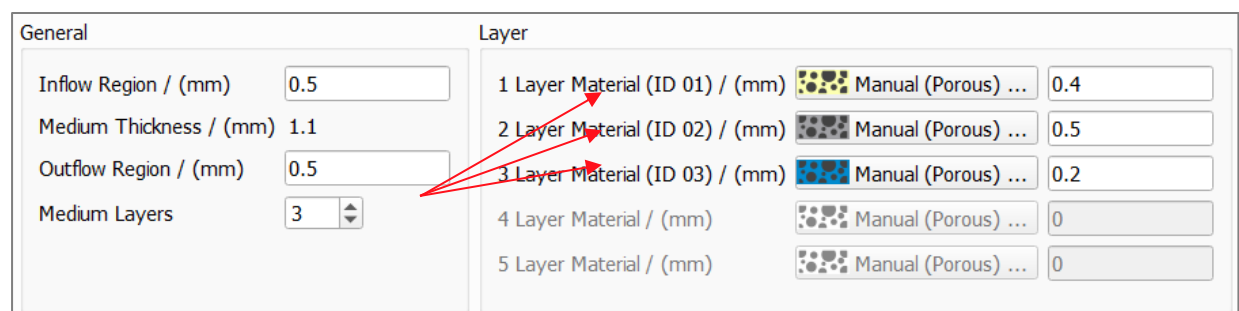 General
Inflow Region / (mm) 0.5
Medium Thickness / (mm) 1.1
Outflow Region / (mm) 0.5
Medium Layers 3
Layer
1 Layer Material (ID 01) / (mm) Manual (Porous) ... 0.4
2 Layer Material (ID 02) / (mm) Manual (Porous) ... 0.5
3 Layer Material (ID 03) / (mm) Manual (Porous) ... 0.2
4 Layer Material / (mm) Manual (Porous) ... 0
5 Layer Material / (mm) Manual (Porous) ... 0